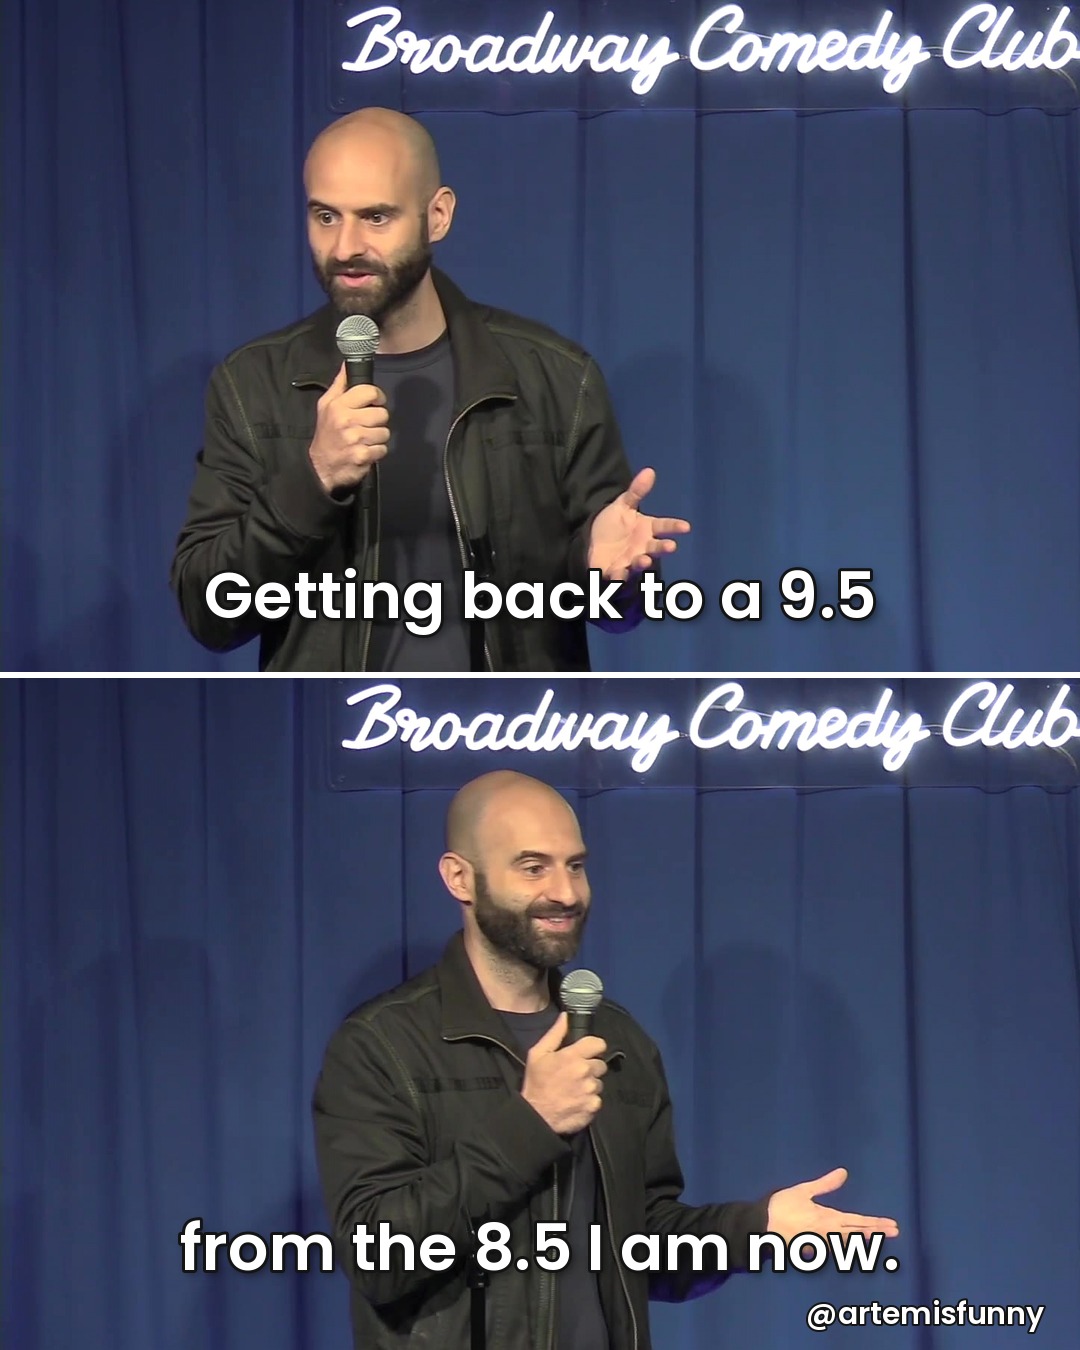 Broadway Comedy Club
Getting back to a 9.5
Broadway Comedy Club
from the 8.5 I am now.
@artemisfunny